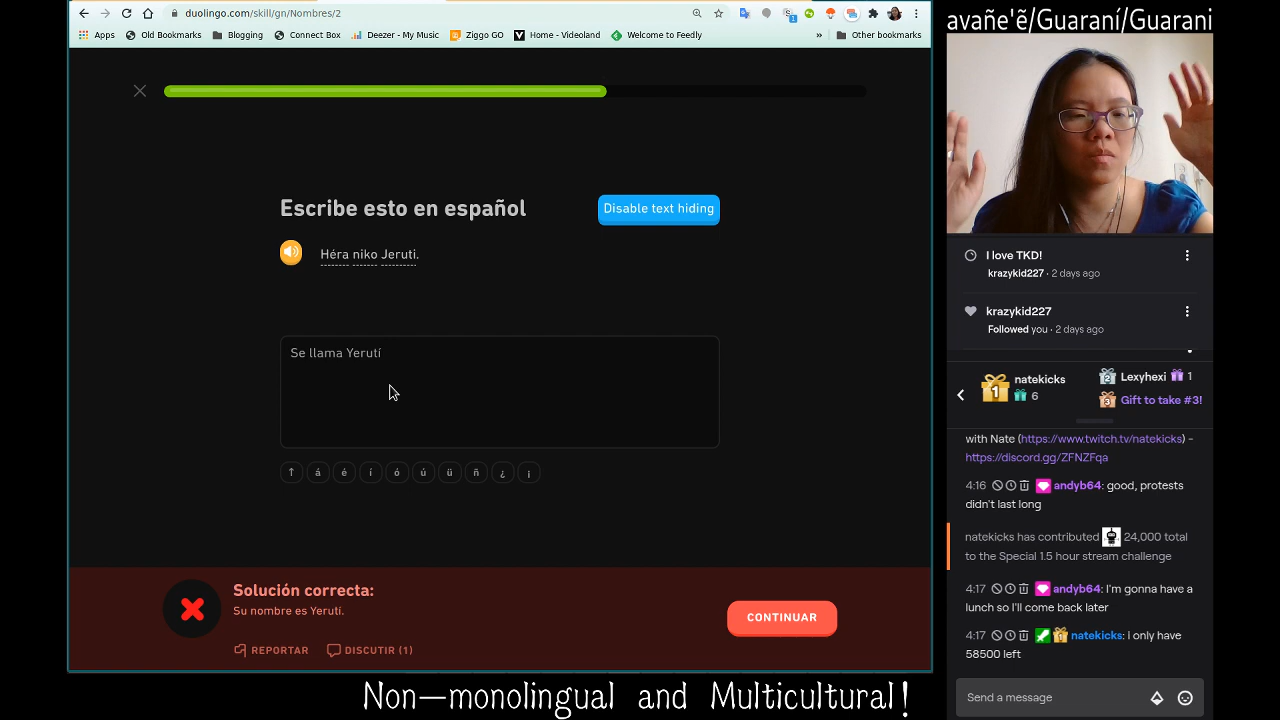 duolingo.com/skill/gn/Nombres/2
Apps Old Bookmarks Blogging Connect Box Deezer - My Music Ziggo GO Home - Videoland Welcome to Feedly » Other bookmarks
Escribe esto en español
Disable text hiding
Héra niko Jeruti.
Se llama Yerutí
↑ á é í ó ú ü ñ ¿ ¡
Solución correcta:
Su nombre es Yerutí.
CONTINUAR
REPORTAR DISCUTIR (1)
avañe'ẽ/Guaraní/Guarani
I love TKD!
krazykid227 · 2 days ago
krazykid227
Followed you · 2 days ago
1 natekicks
6
2 Lexyhexi 1
3 Gift to take #3!
with Nate (https://www.twitch.tv/natekicks) -
https://discord.gg/ZFNZFqa
4:16 andyb64: good, protests
didn't last long
natekicks has contributed 24,000 total
to the Special 1.5 hour stream challenge
4:17 andyb64: I'm gonna have a
lunch so I'll come back later
4:17 natekicks: I only have
58500 left
Send a message
Non-monolingual and Multicultural!